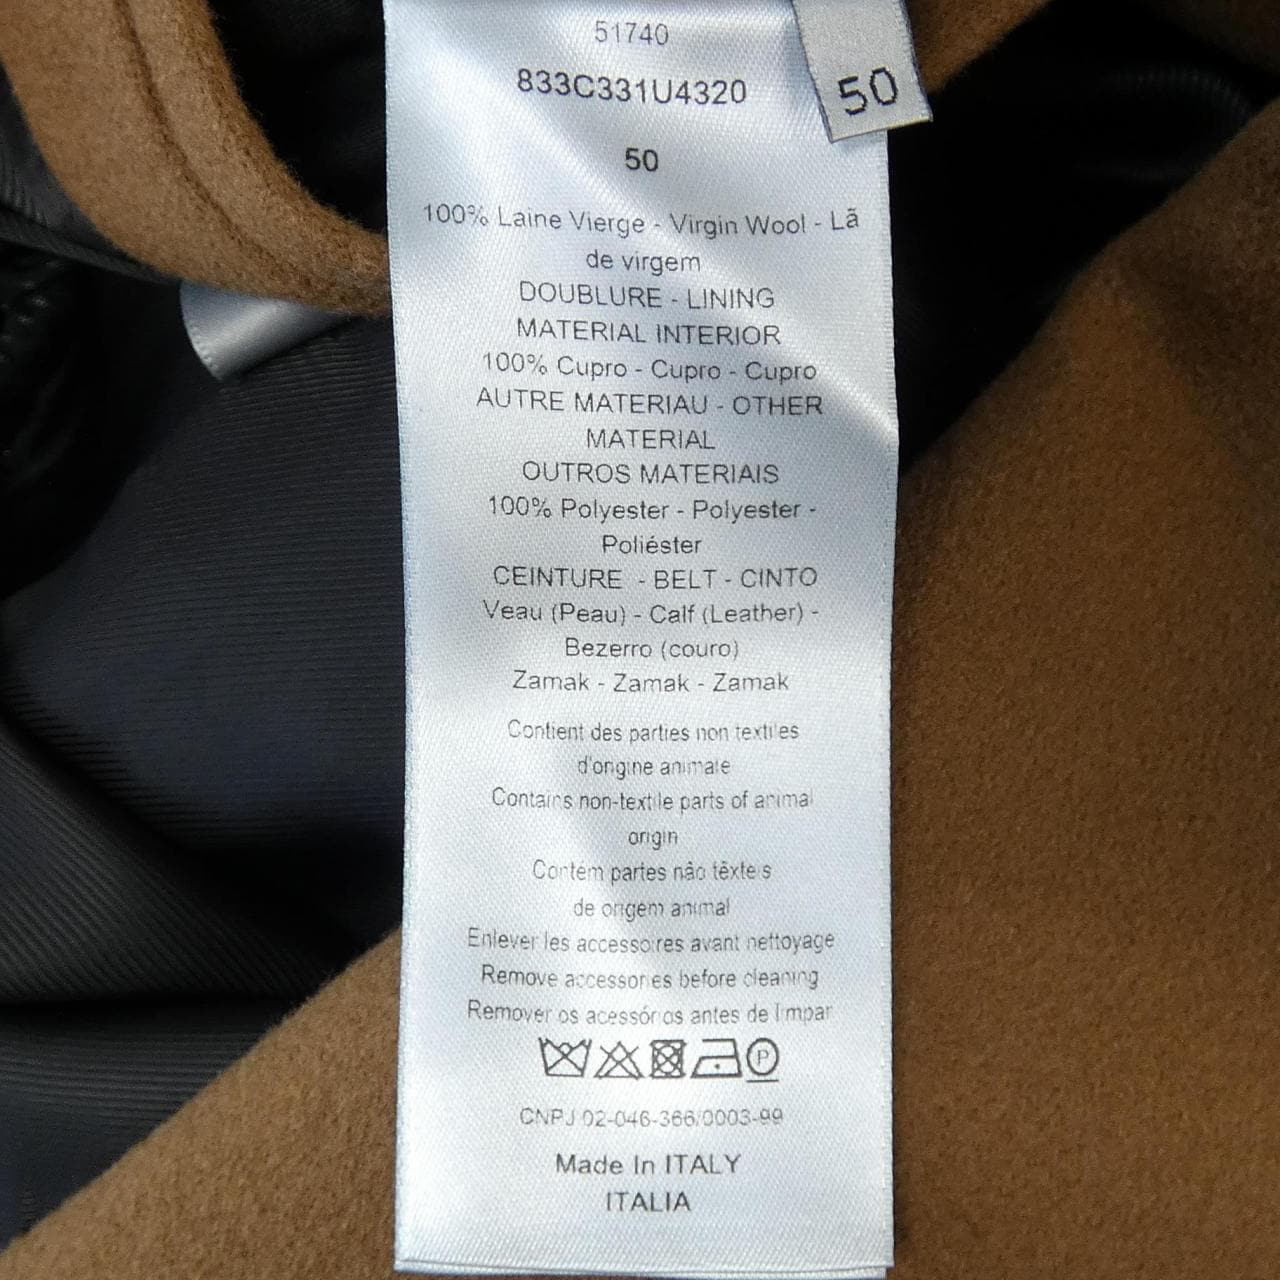 51740
50
833C331U4320
50
100% Laine Vierge - Virgin Wool - Lã
de virgem
DOUBLURE - LINING
MATERIAL INTERIOR
100% Cupro - Cupro - Cupro
AUTRE MATERIAU - OTHER
MATERIAL
OUTROS MATERIAIS
100% Polyester - Polyester -
Poliéster
CEINTURE - BELT - CINTO
Veau (Peau) - Calf (Leather) -
Bezerro (couro)
Zamak - Zamak - Zamak
Contient des parties non textiles
d'origine animale
Contains non-textile parts of animal
origin
Contém partes não têxteis
de origem animal
Enlever les accessoires avant nettoyage
Remove accessories before cleaning
Remover os acessórios antes de limpar
P
CNPJ 02-046-366/0003-99
Made In ITALY
ITALIA